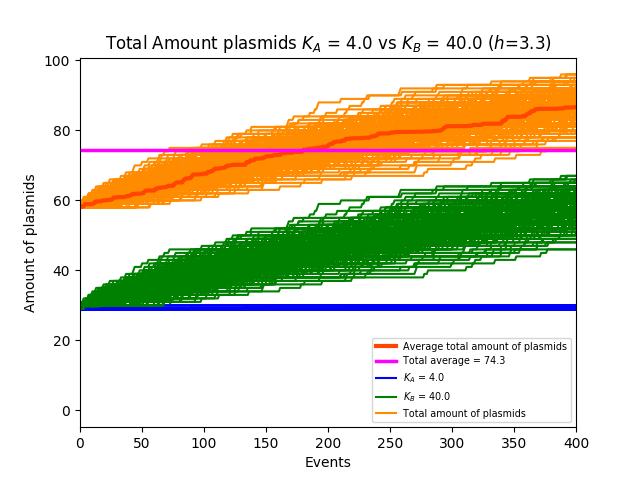 Total Amount plasmids K_A = 4.0 vs K_B = 40.0 (h=3.3)
100
80
60
40
20
0
Amount of plasmids
0 50 100 150 200 250 300 350 400
Events
Average total amount of plasmids
Total average = 74.3
K_A = 4.0
K_B = 40.0
Total amount of plasmids